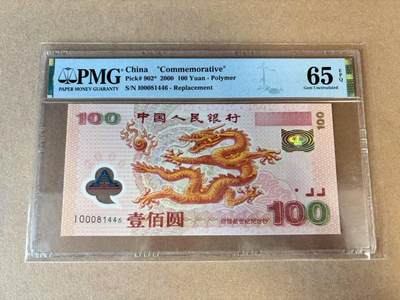 PMG
PAPER MONEY GUARANTY
China "Commemorative"
Pick# 902* 2000 100 Yuan - Polymer
S/N I00081446 - Replacement
65 EPQ
Gem Uncirculated
100
中国人民银行
100
I00081446
壹佰圆
100